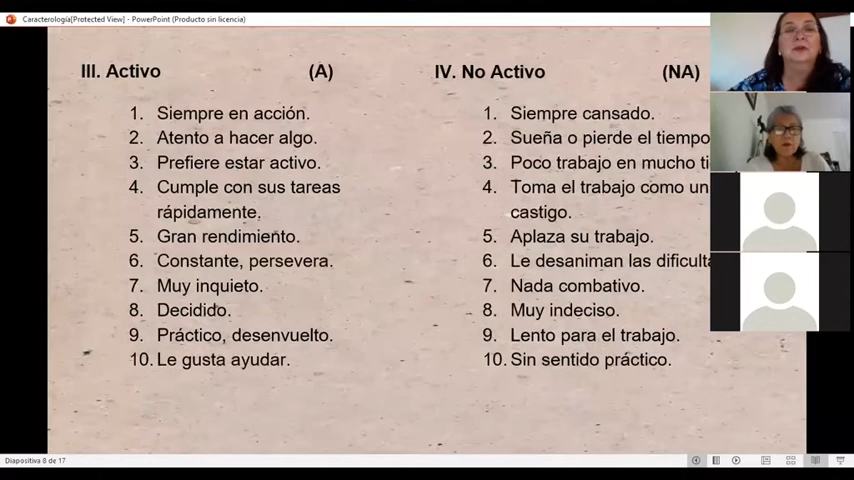 Caracterología[Protected View] - PowerPoint (Producto sin licencia)
III. Activo (A)
1. Siempre en acción.
2. Atento a hacer algo.
3. Prefiere estar activo.
4. Cumple con sus tareas
rápidamente.
5. Gran rendimiento.
6. Constante, persevera.
7. Muy inquieto.
8. Decidido.
9. Práctico, desenvuelto.
10. Le gusta ayudar.
IV. No Activo (NA)
1. Siempre cansado.
2. Sueña o pierde el tiempo
3. Poco trabajo en mucho
4. Toma el trabajo como un
castigo.
5. Aplaza su trabajo.
6. Le desaniman las
7. Nada combativo.
8. Muy indeciso.
9. Lento para el trabajo.
10. Sin sentido práctico.
Diapositiva 8 de 17